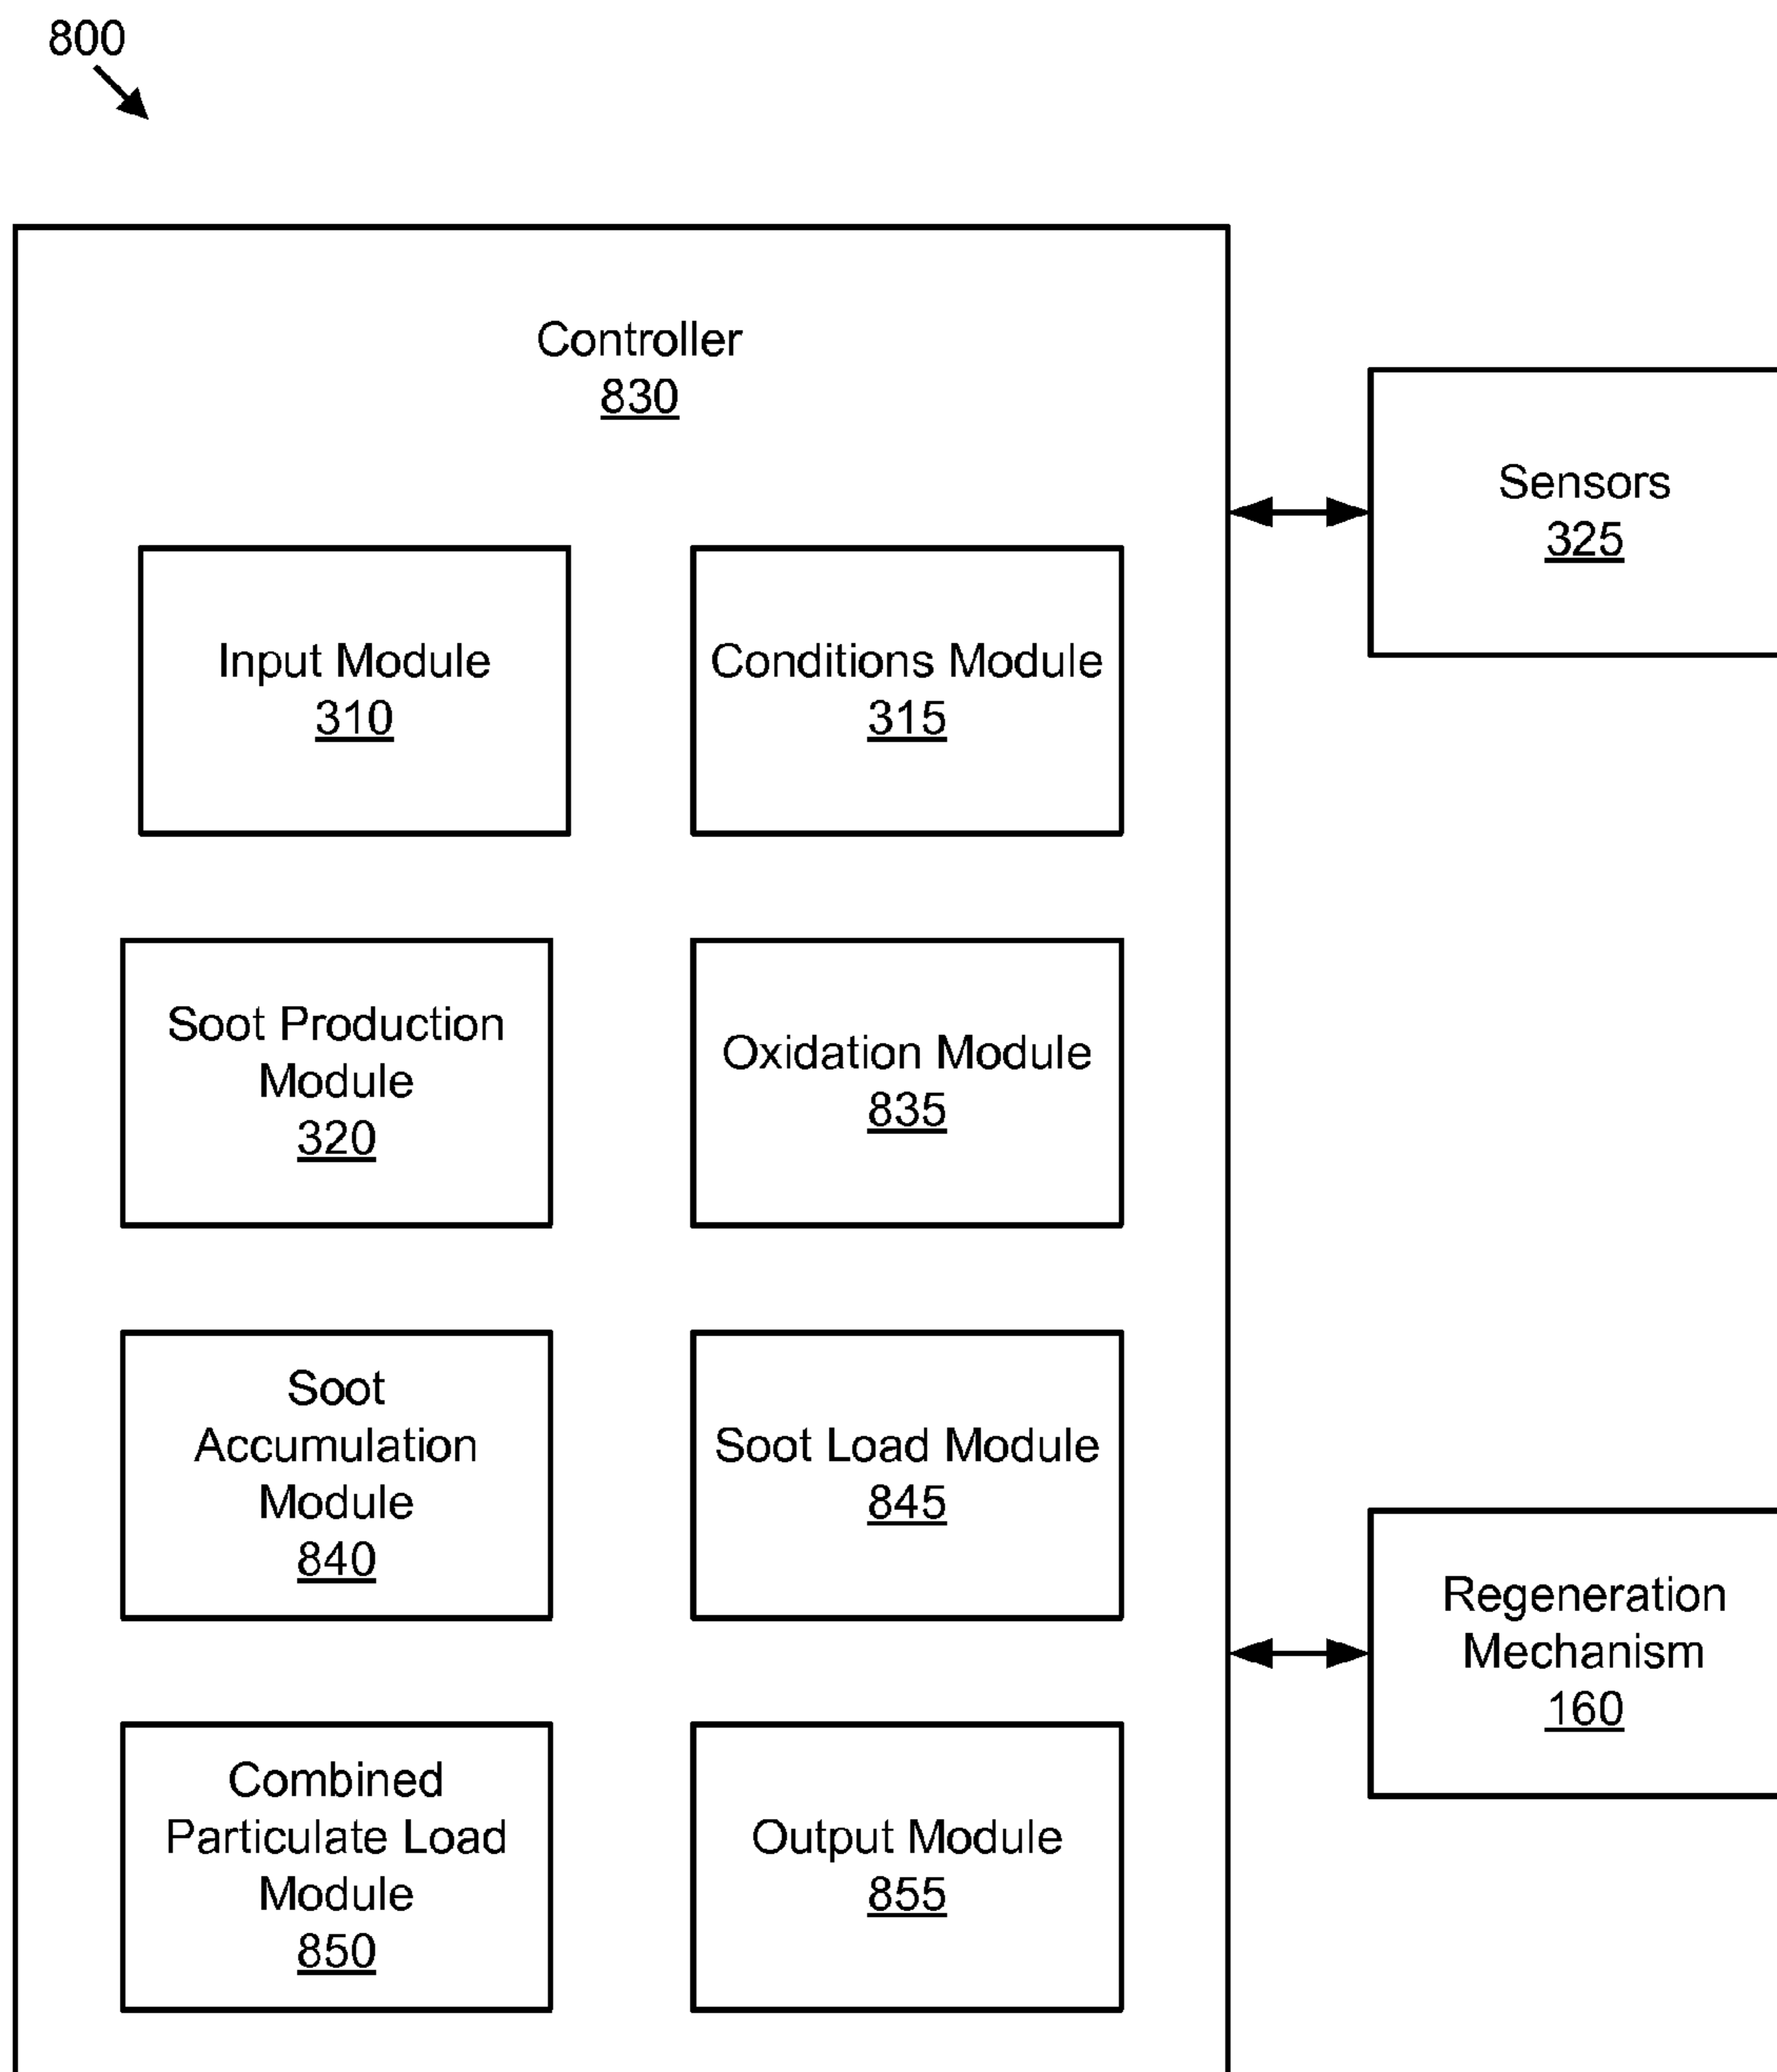 800
Controller
830
Sensors
325
Input Module
310
Conditions Module
315
Soot Production
Module
320
Oxidation Module
835
Soot
Accumulation
Module
840
Soot Load Module
845
Regeneration
Mechanism
160
Combined
Particulate Load
Module
850
Output Module
855